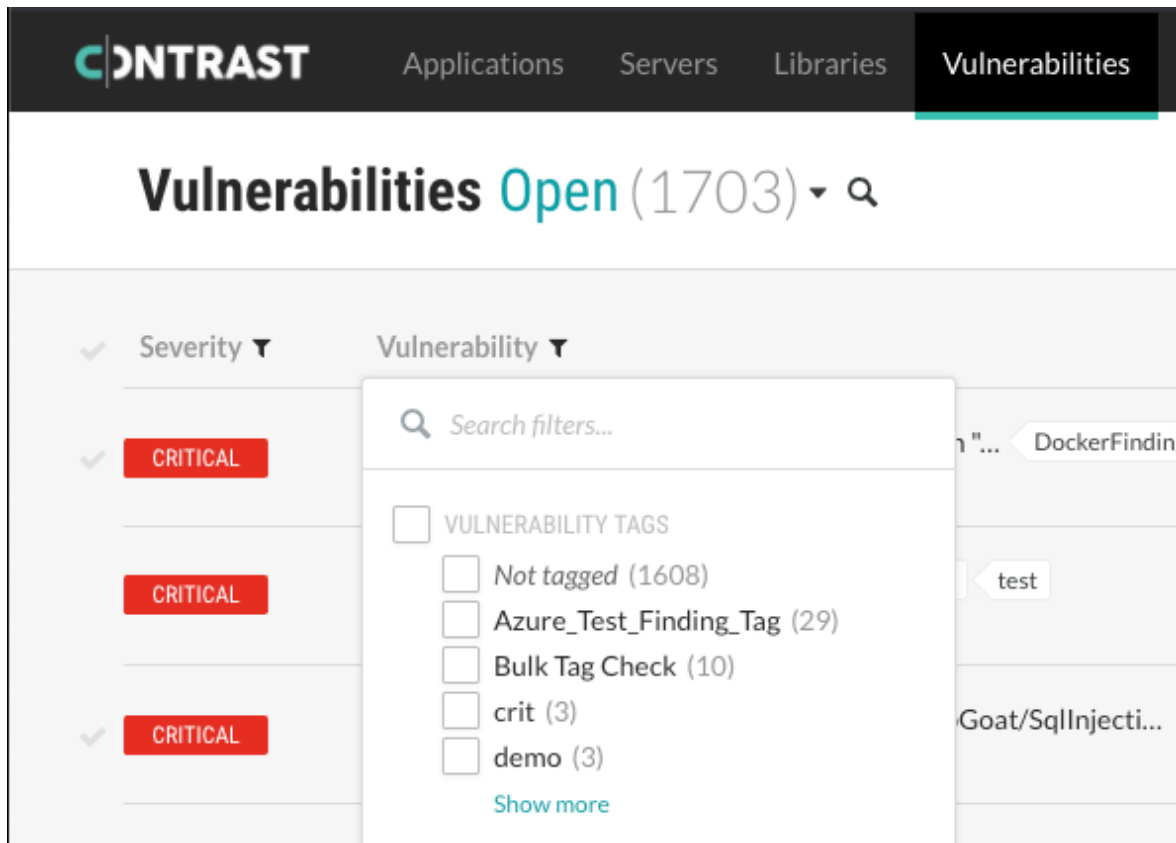 CONTRAST Applications Servers Libraries Vulnerabilities
Vulnerabilities Open (1703)
Severity Vulnerability
Search filters...
CRITICAL "... DockerFindin
VULNERABILITY TAGS
Not tagged (1608)
CRITICAL test
Azure_Test_Finding_Tag (29)
Bulk Tag Check (10)
crit (3)
CRITICAL Goat/SqlInjecti...
demo (3)
Show more